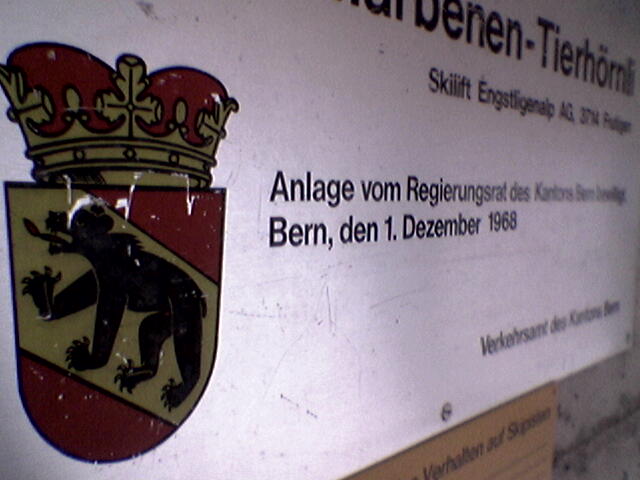 arbenen-Tierhörnli
Skilift Engstligenalp AG, 3714 Frutigen
Anlage vom Regierungsrat des Kantons Bern bewilligt.
Bern, den 1. Dezember 1968
Verkehrsamt des Kantons Bern
Verhalten auf Skipisten